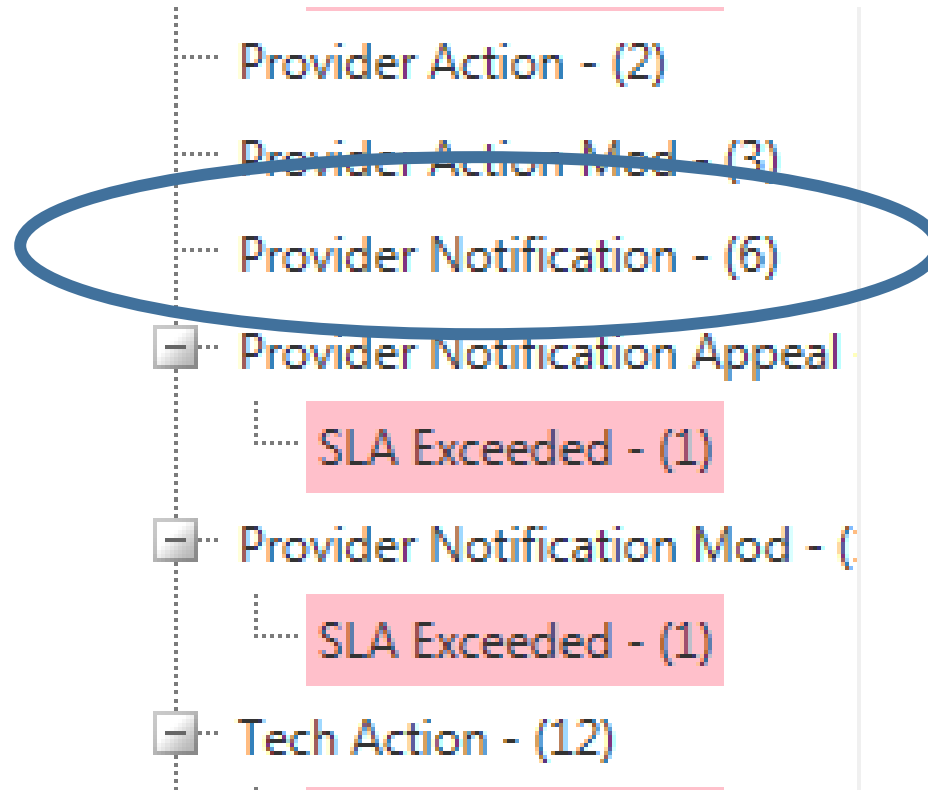 Provider Action - (2)
Provider Action Mod - (3)
Provider Notification - (6)
Provider Notification Appeal
SLA Exceeded - (1)
Provider Notification Mod - (
SLA Exceeded - (1)
Tech Action - (12)